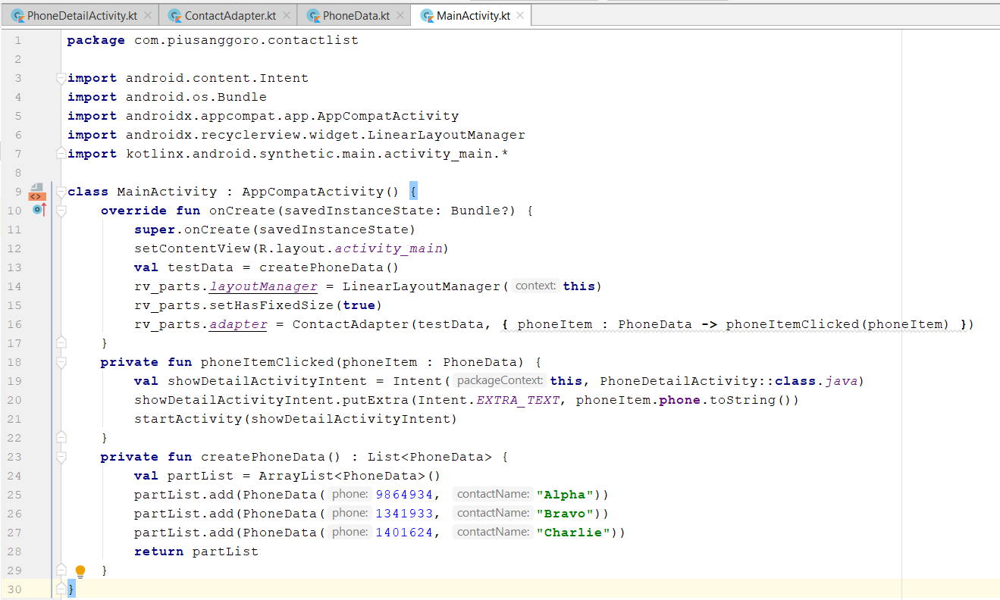 PhoneDetailActivity.kt ContactAdapter.kt PhoneData.kt MainActivity.kt
1 package com.piusanggoro.contactlist
2
3 import android.content.Intent
4 import android.os.Bundle
5 import androidx.appcompat.app.AppCompatActivity
6 import androidx.recyclerview.widget.LinearLayoutManager
7 import kotlinx.android.synthetic.main.activity_main.*
8
9 class MainActivity : AppCompatActivity() {
10     override fun onCreate(savedInstanceState: Bundle?) {
11         super.onCreate(savedInstanceState)
12         setContentView(R.layout.activity_main)
13         val testData = createPhoneData()
14         rv_parts.layoutManager = LinearLayoutManager( context: this)
15         rv_parts.setHasFixedSize(true)
16         rv_parts.adapter = ContactAdapter(testData, { phoneItem : PhoneData -> phoneItemClicked(phoneItem) })
17     }
18     private fun phoneItemClicked(phoneItem : PhoneData) {
19         val showDetailActivityIntent = Intent( packageContext: this, PhoneDetailActivity::class.java)
20         showDetailActivityIntent.putExtra(Intent.EXTRA_TEXT, phoneItem.phone.toString())
21         startActivity(showDetailActivityIntent)
22     }
23     private fun createPhoneData() : List<PhoneData> {
24         val partList = ArrayList<PhoneData>()
25         partList.add(PhoneData( phone: 9864934, contactName: "Alpha"))
26         partList.add(PhoneData( phone: 1341933, contactName: "Bravo"))
27         partList.add(PhoneData( phone: 1401624, contactName: "Charlie"))
28         return partList
29     }
30 }